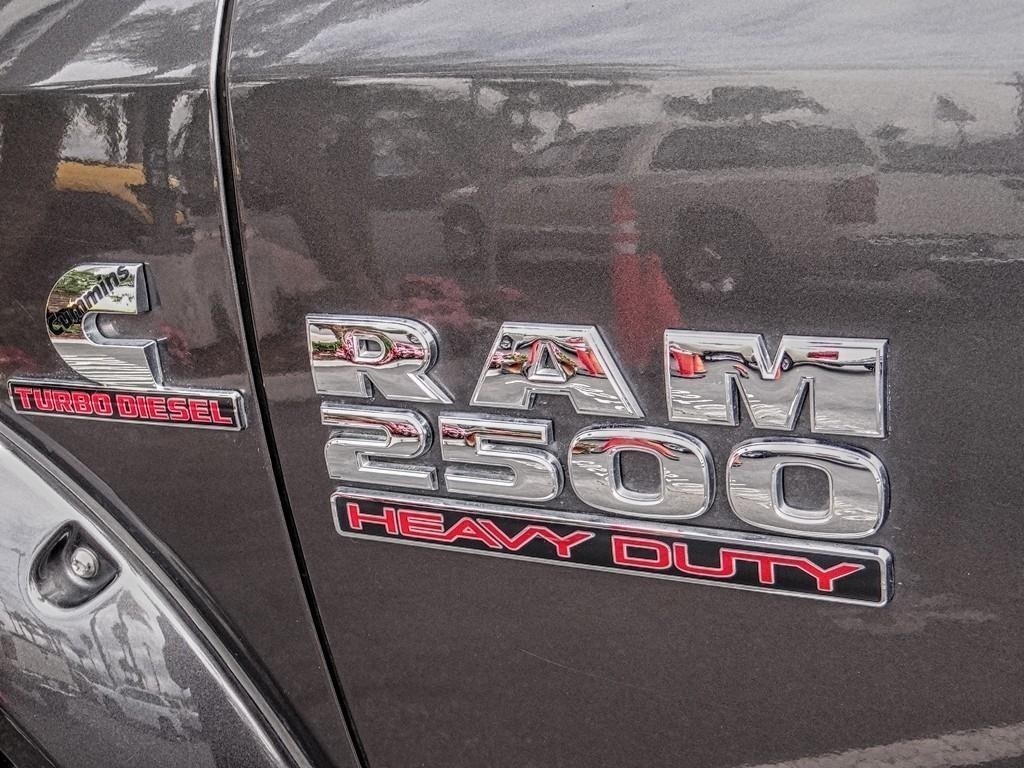 Cummins
TURBO DIESEL
RAM
2500
HEAVY DUTY